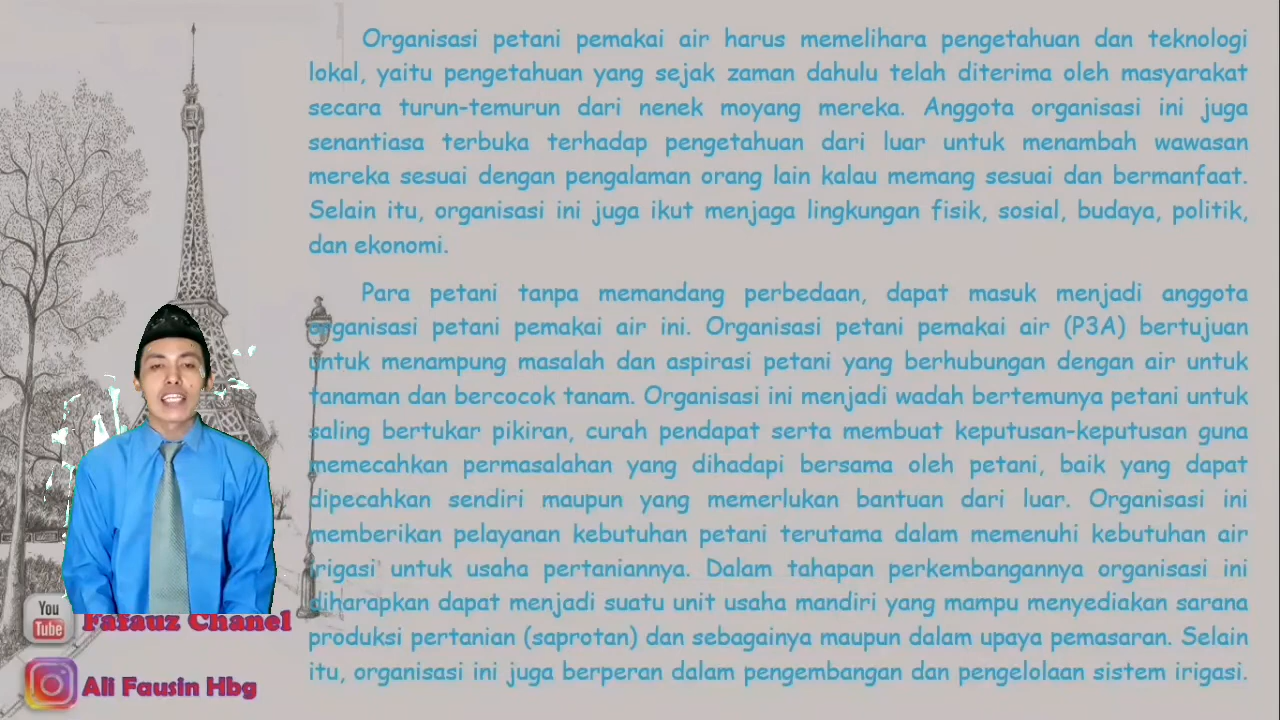 Organisasi petani pemakai air harus memelihara pengetahuan dan teknologi
lokal, yaitu pengetahuan yang sejak zaman dahulu telah diterima oleh masyarakat
secara turun-temurun dari nenek moyang mereka. Anggota organisasi ini juga
senantiasa terbuka terhadap pengetahuan dari luar untuk menambah wawasan
mereka sesuai dengan pengalaman orang lain kalau memang sesuai dan bermanfaat.
Selain itu, organisasi ini juga ikut menjaga lingkungan fisik, sosial, budaya, politik,
dan ekonomi.
Para petani tanpa memandang perbedaan, dapat masuk menjadi anggota
organisasi petani pemakai air ini. Organisasi petani pemakai air (P3A) bertujuan
untuk menampung masalah dan aspirasi petani yang berhubungan dengan air untuk
tanaman dan bercocok tanam. Organisasi ini menjadi wadah bertemunya petani untuk
saling bertukar pikiran, curah pendapat serta membuat keputusan-keputusan guna
memecahkan permasalahan yang dihadapi bersama oleh petani, baik yang dapat
dipecahkan sendiri maupun yang memerlukan bantuan dari luar. Organisasi ini
memberikan pelayanan kebutuhan petani terutama dalam memenuhi kebutuhan air
irigasi untuk usaha pertaniannya. Dalam tahapan perkembangannya organisasi ini
diharapkan dapat menjadi suatu unit usaha mandiri yang mampu menyediakan sarana
produksi pertanian (saprotan) dan sebagainya maupun dalam upaya pemasaran. Selain
itu, organisasi ini juga berperan dalam pengembangan dan pengelolaan sistem irigasi.
You
Tube
Fafauz Chanel
Ali Fausin Hbg